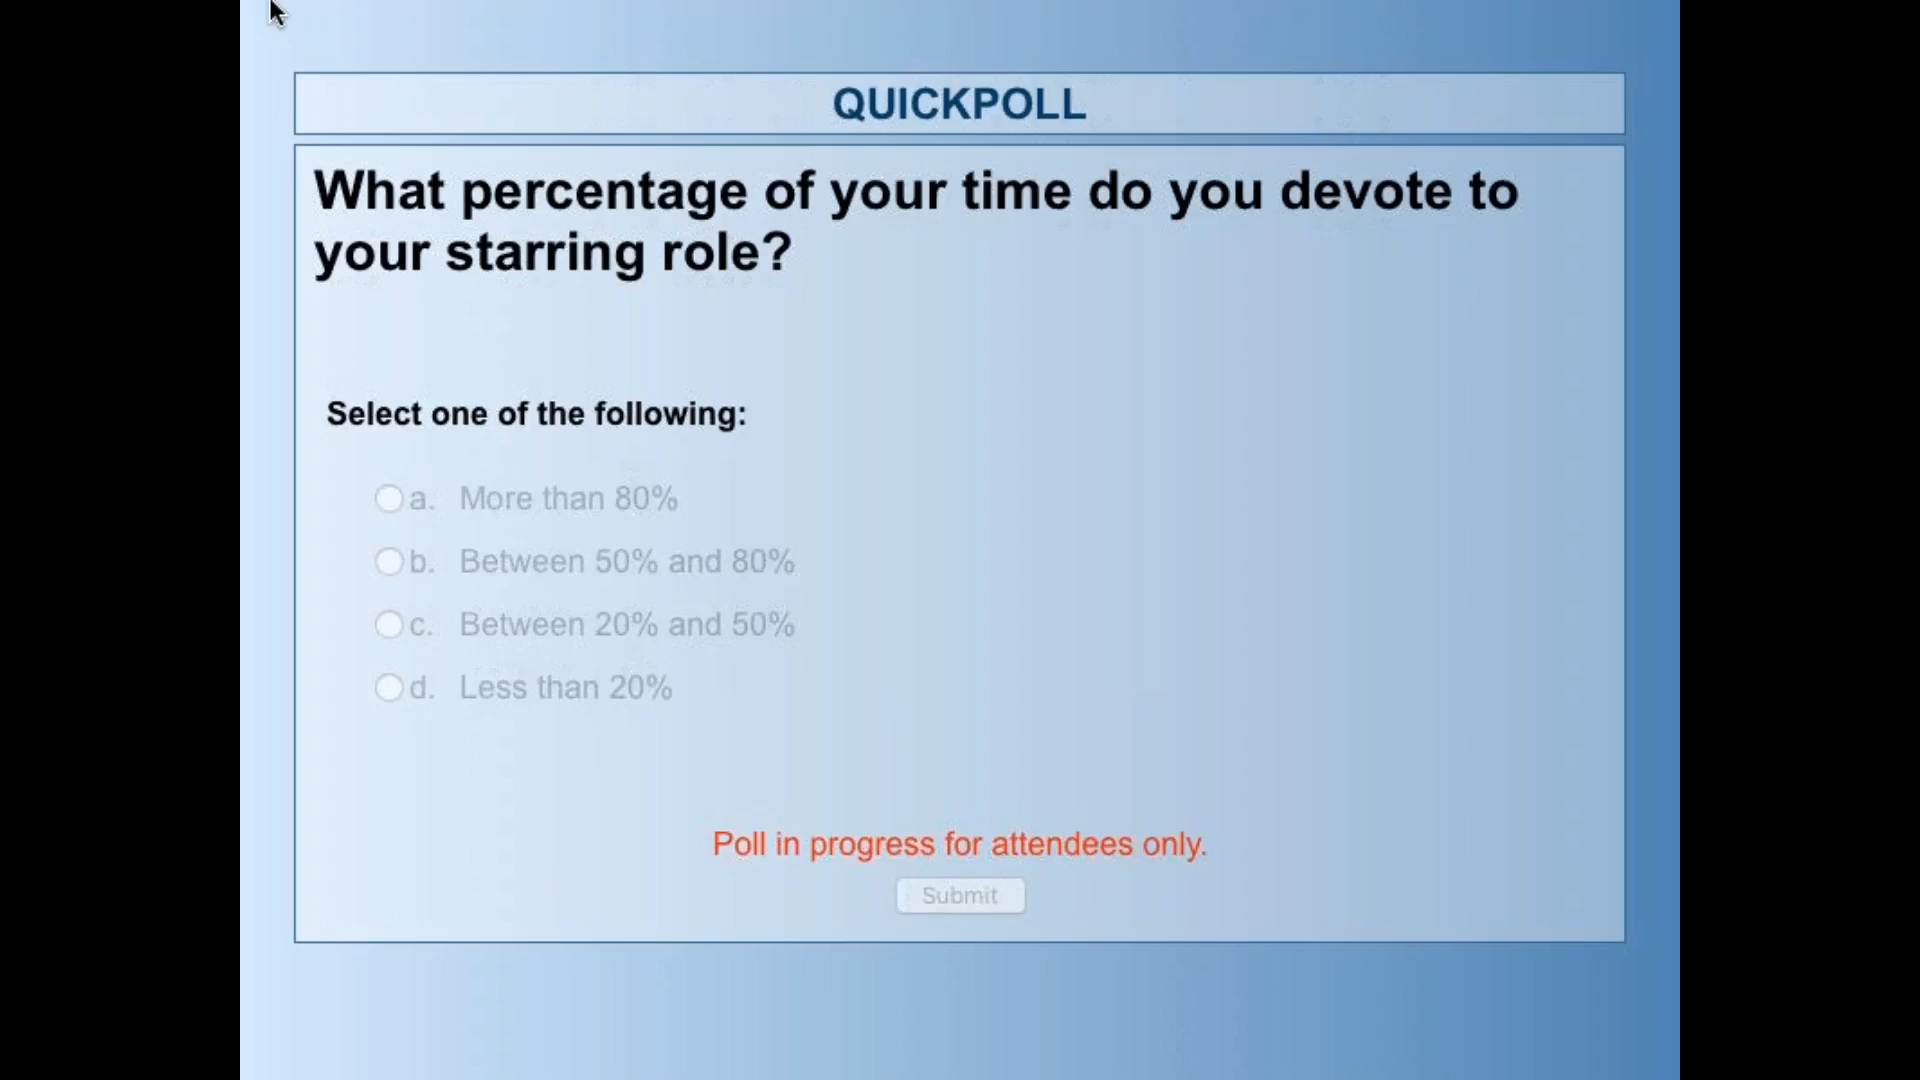 QUICKPOLL
What percentage of your time do you devote to
your starring role?
Select one of the following:
a. More than 80%
b. Between 50% and 80%
c. Between 20% and 50%
d. Less than 20%
Poll in progress for attendees only.
Submit